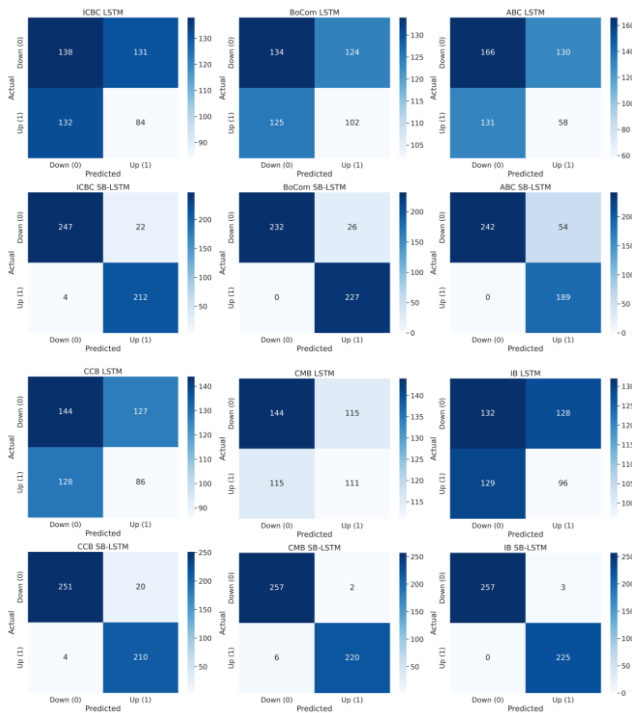 ICBC LSTM
BoCom LSTM
ABC LSTM
Actual
Down (0)
138
131
130
120
110
100
90
Up (1)
132
84
Down (0)
Up (1)
Predicted
Actual
Down (0)
134
124
130
125
120
115
110
105
Up (1)
125
102
Down (0)
Up (1)
Predicted
Actual
Down (0)
166
130
160
140
120
100
80
60
Up (1)
131
58
Down (0)
Up (1)
Predicted
ICBC SB-LSTM
BoCom SB-LSTM
ABC SB-LSTM
Actual
Down (0)
247
22
200
150
100
50
Up (1)
4
212
Down (0)
Up (1)
Predicted
Actual
Down (0)
232
26
200
150
100
50
0
Up (1)
0
227
Down (0)
Up (1)
Predicted
Actual
Down (0)
242
54
200
150
100
50
0
Up (1)
0
189
Down (0)
Up (1)
Predicted
CCB LSTM
CMB LSTM
IB LSTM
Actual
Down (0)
144
127
140
130
120
110
100
90
Up (1)
128
86
Down (0)
Up (1)
Predicted
Actual
Down (0)
144
115
140
135
130
125
120
115
Up (1)
115
111
Down (0)
Up (1)
Predicted
Actual
Down (0)
132
128
130
125
120
115
110
105
100
Up (1)
129
96
Down (0)
Up (1)
Predicted
CCB SB-LSTM
CMB SB-LSTM
IB SB-LSTM
Actual
Down (0)
251
20
250
200
150
100
50
Up (1)
4
210
Down (0)
Up (1)
Predicted
Actual
Down (0)
257
2
250
200
150
100
50
Up (1)
6
220
Down (0)
Up (1)
Predicted
Actual
Down (0)
257
3
250
200
150
100
50
0
Up (1)
0
225
Down (0)
Up (1)
Predicted